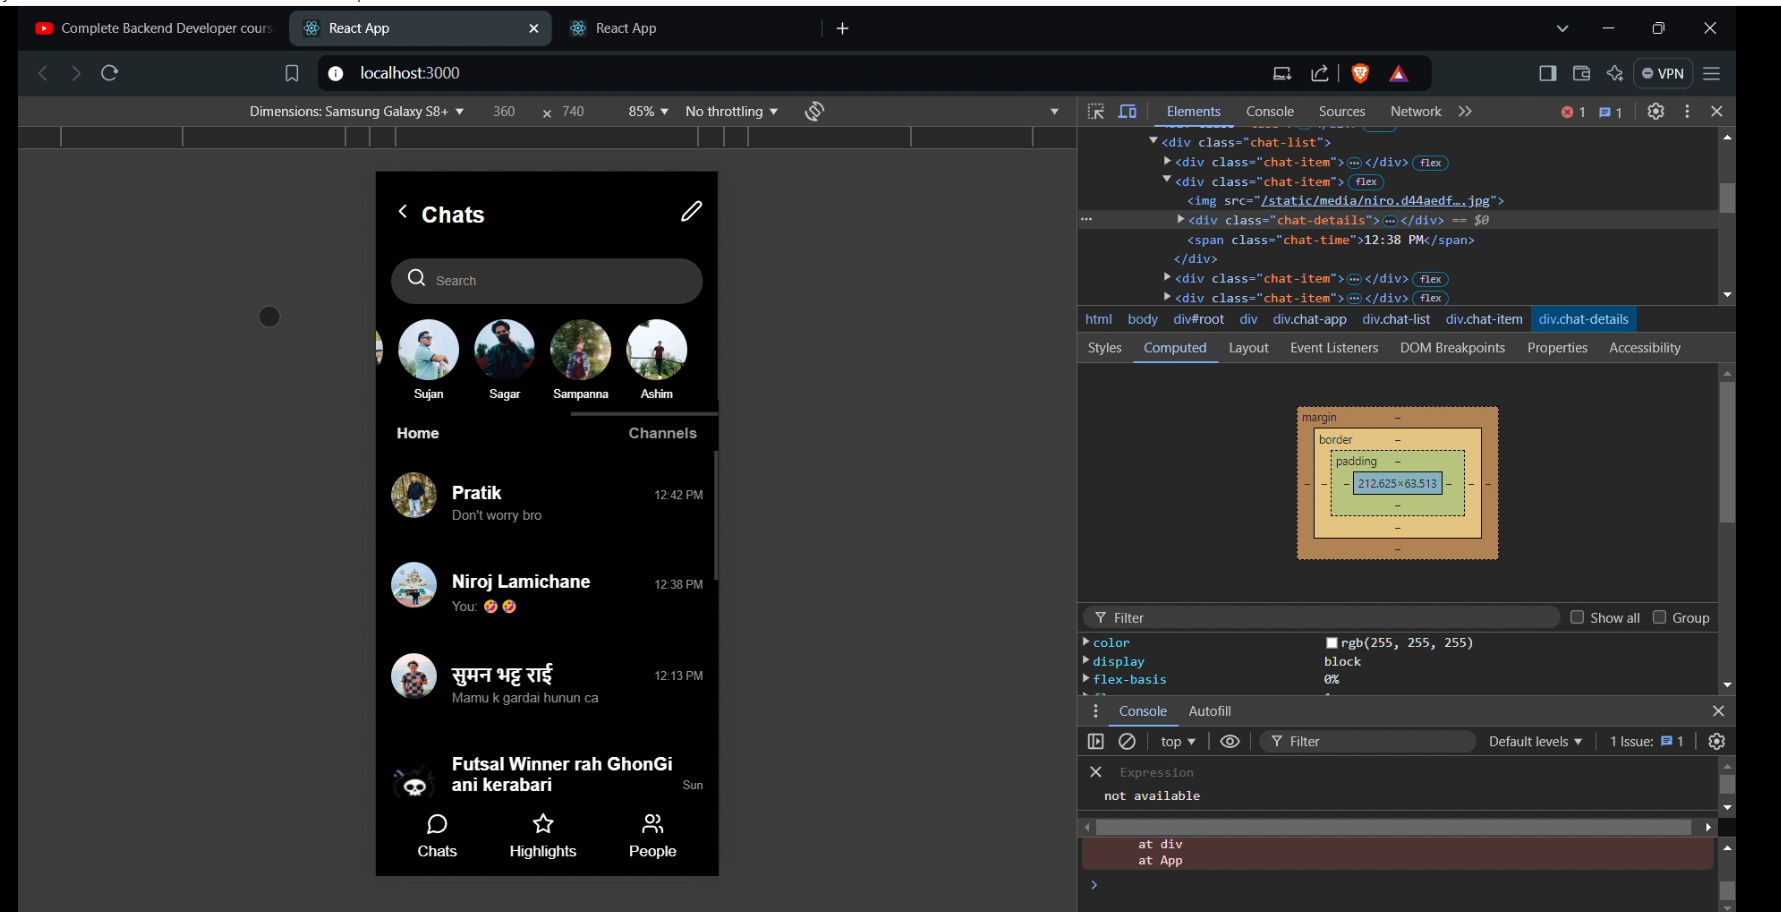 Complete Backend Developer cours
React App
React App
localhost:3000
VPN
Dimensions: Samsung Galaxy S8+ ▼ 360 × 740 85% ▼ No throttling ▼
Elements Console Sources Network 1 1
Chats
Search
Sujan Sagar Sampanna Ashim
Home Channels
Pratik 12:42 PM
Don't worry bro
Niroj Lamichane 12:38 PM
You: 🤣🤣
सुमन भट्ट राई 12:13 PM
Mamu k gardai hunun ca
Futsal Winner rah GhonGi
ani kerabari Sun
Chats Highlights People
<div class="chat-list">
<div class="chat-item"> … </div> flex
<div class="chat-item"> flex
<img src="/static/media/niro.d44aedf….jpg">
<div class="chat-details"> … </div> == $0
<span class="chat-time">12:38 PM</span>
</div>
<div class="chat-item"> … </div> flex
<div class="chat-item"> … </div> flex
html body div#root div div.chat-app div.chat-list div.chat-item div.chat-details
Styles Computed Layout Event Listeners DOM Breakpoints Properties Accessibility
margin –
border –
padding –
– – – 212.625×63.513 – – –
–
–
–
Filter Show all Group
color rgb(255, 255, 255)
display block
flex-basis 0%
Console Autofill
top ▼ Filter Default levels ▼ 1 Issue: 1
Expression
not available
at div
at App